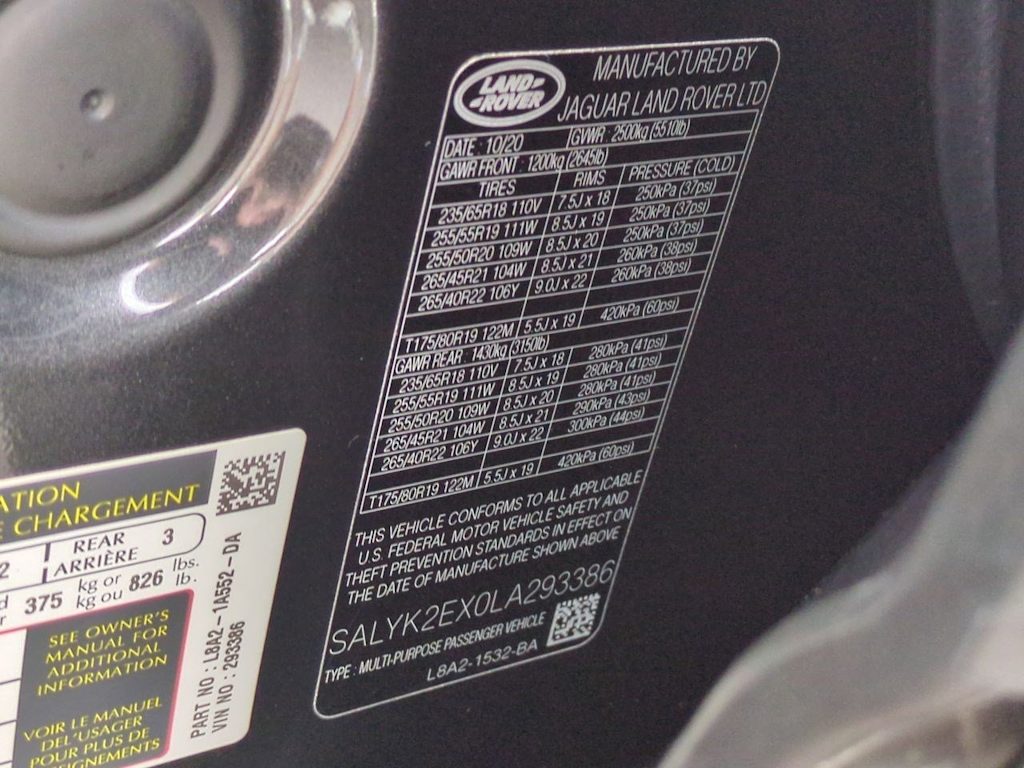 LAND-
-ROVER
MANUFACTURED BY
JAGUAR LAND ROVER LTD
DATE : 10/20 GVWR : 2500kg (5510lb)
GAWR FRONT : 1200kg (2645lb)
TIRES RIMS PRESSURE (COLD)
235/65R18 110V 7.5J x 18 250kPa (37psi)
255/55R19 111W 8.5J x 19 250kPa (37psi)
255/50R20 109W 8.5J x 20 250kPa (37psi)
265/45R21 104W 8.5J x 21 260kPa (38psi)
265/40R22 106Y 9.0J x 22 260kPa (38psi)
T175/80R19 122M 5.5J x 19 420kPa (60psi)
GAWR REAR : 1430kg (3150lb)
235/65R18 110V 7.5J x 18 280kPa (41psi)
255/55R19 111W 8.5J x 19 280kPa (41psi)
255/50R20 109W 8.5J x 20 280kPa (41psi)
265/45R21 104W 8.5J x 21 290kPa (43psi)
265/40R22 106Y 9.0J x 22 300kPa (44psi)
T175/80R19 122M 5.5J x 19 420kPa (60psi)
THIS VEHICLE CONFORMS TO ALL APPLICABLE
U.S. FEDERAL MOTOR VEHICLE SAFETY AND
THEFT PREVENTION STANDARDS IN EFFECT ON
THE DATE OF MANUFACTURE SHOWN ABOVE
SALYK2EX0LA293386
TYPE : MULTI-PURPOSE PASSENGER VEHICLE
L8A2-1532-BA
ATION
E CHARGEMENT
2 REAR 3
ARRIÈRE
d 375 kg or 826 lbs.
r kg ou lb.
SEE OWNER'S
MANUAL FOR
ADDITIONAL
INFORMATION
VOIR LE MANUEL
DEL'USAGER
POUR PLUS DE
IGNEMENTS
PART NO : L8A2 - 1A552 - DA
VIN NO : 293386